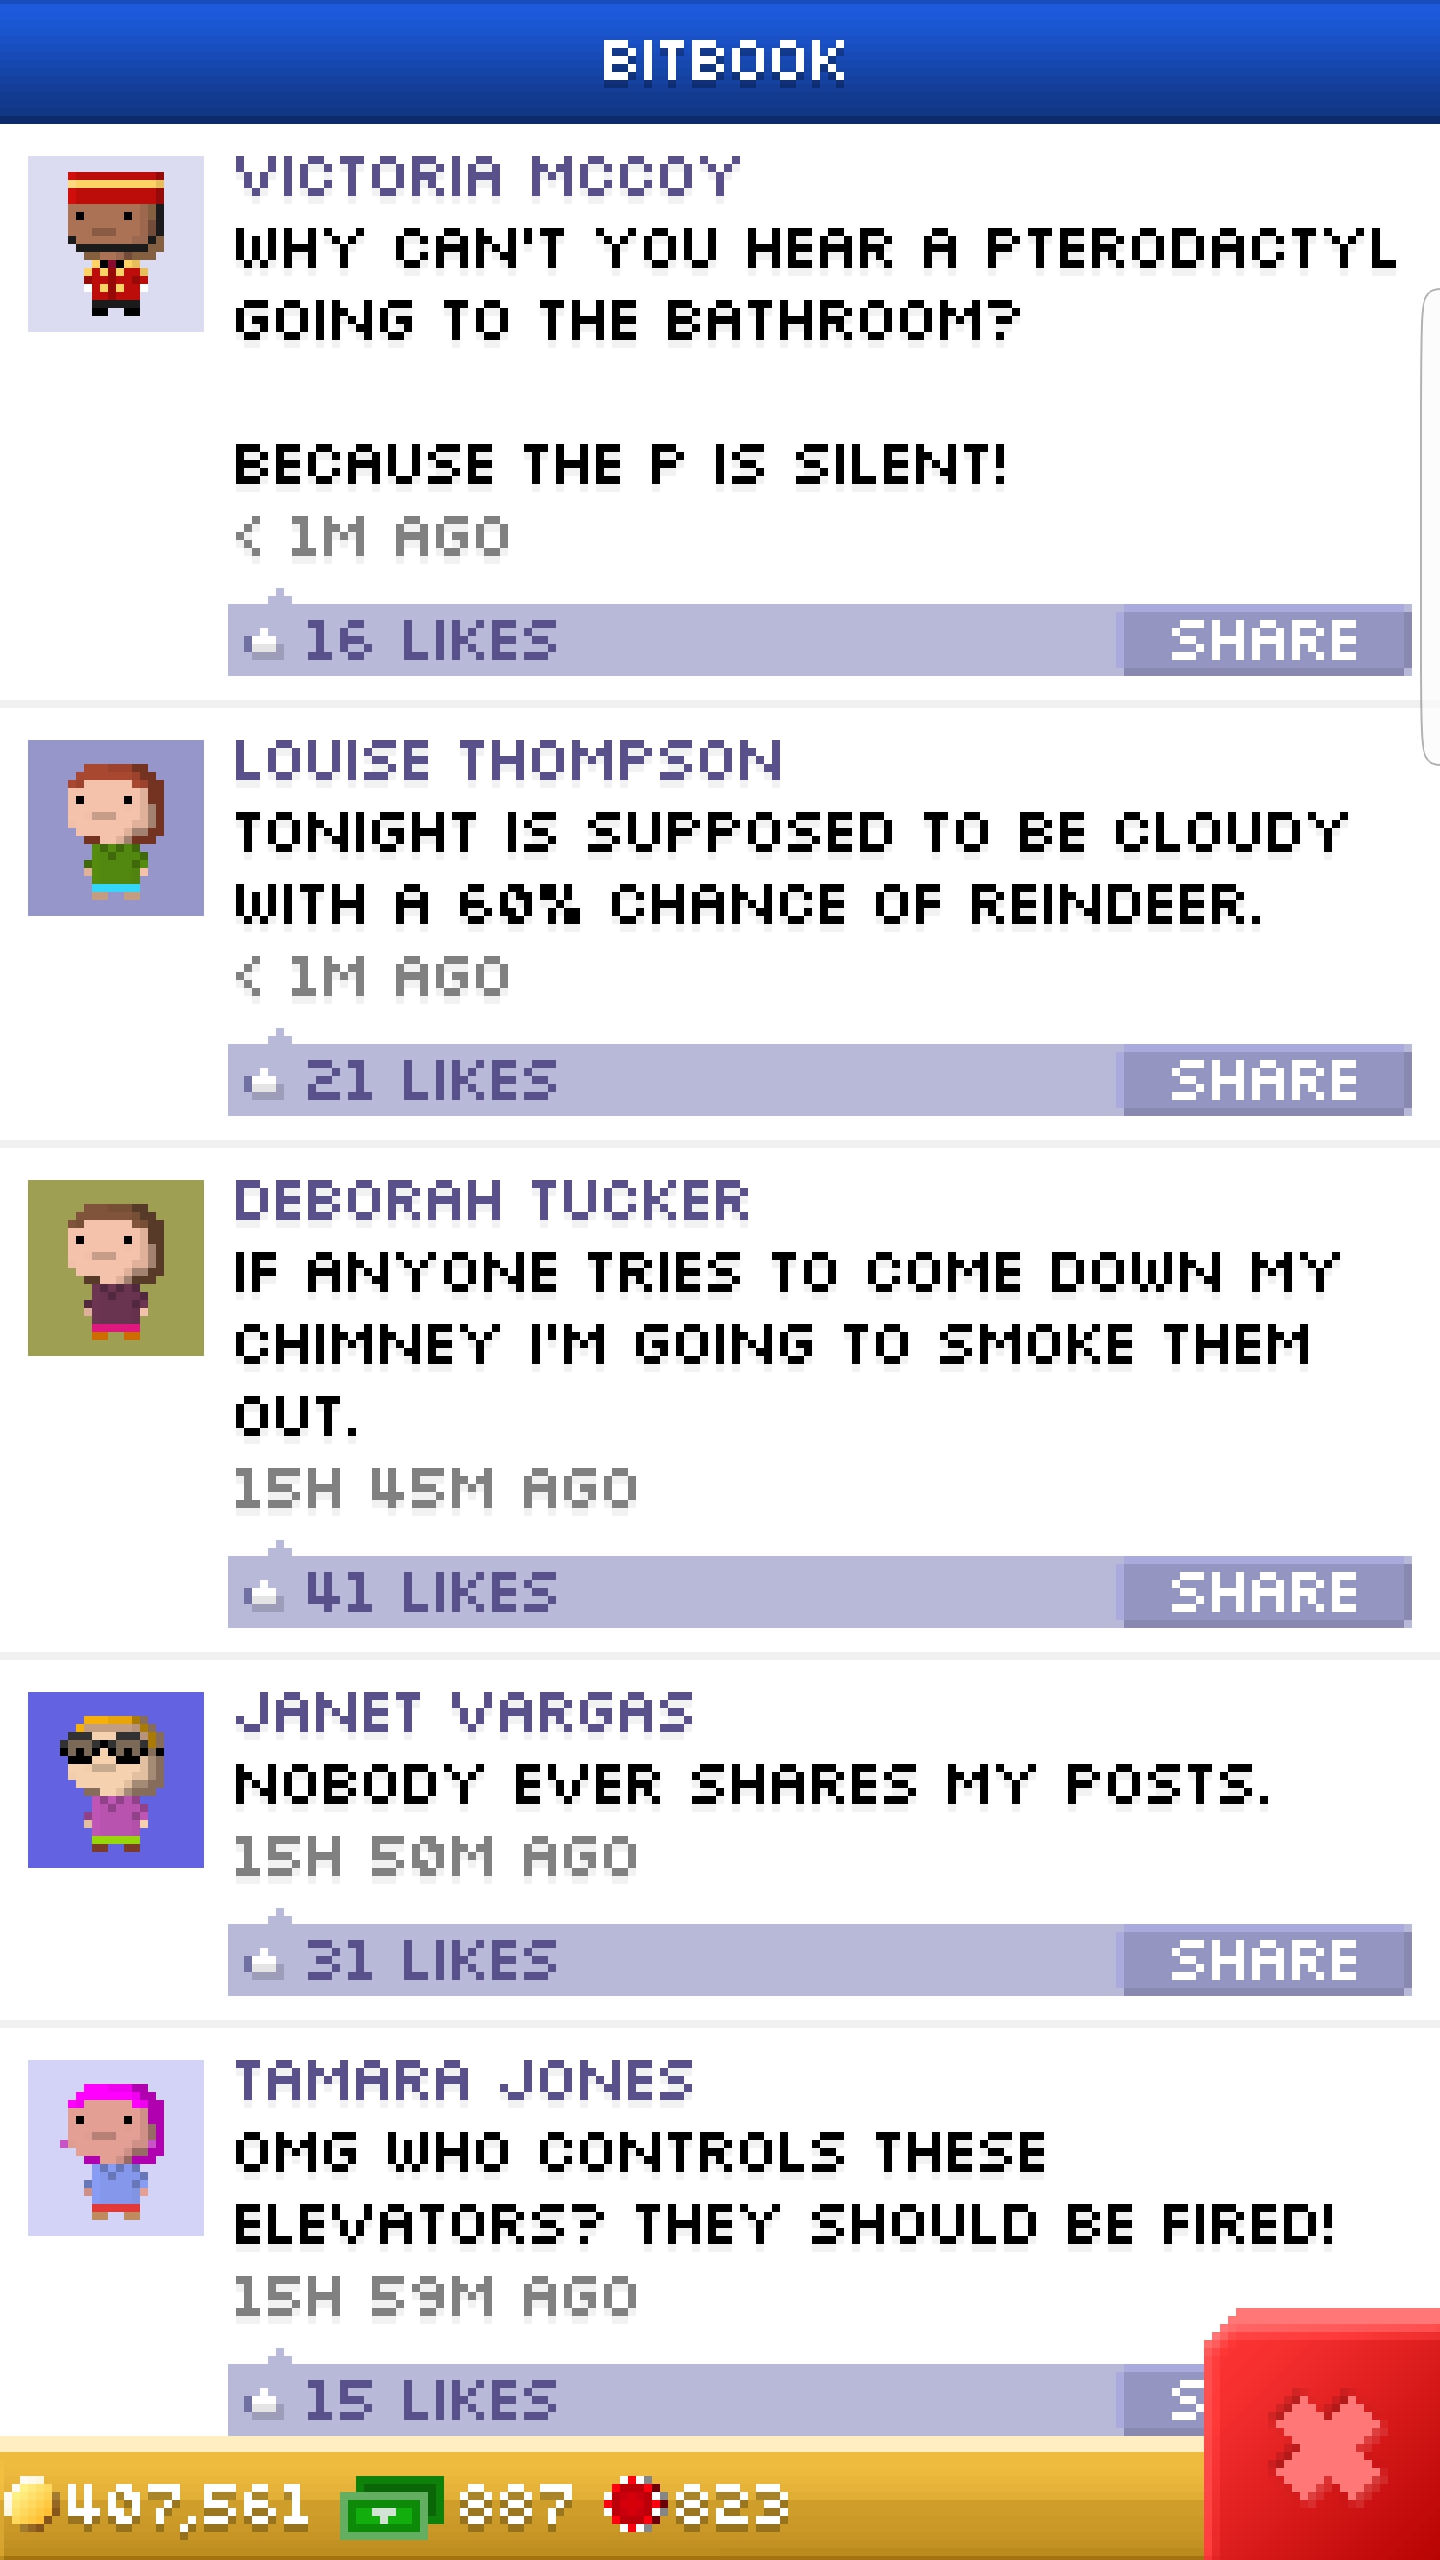 BITBOOK
VICTORIA MCCOY
WHY CAN'T YOU HEAR A PTERODACTYL
GOING TO THE BATHROOM?
BECAUSE THE P IS SILENT!
< 1M AGO
16 LIKES SHARE
LOUISE THOMPSON
TONIGHT IS SUPPOSED TO BE CLOUDY
WITH A 60% CHANCE OF REINDEER.
< 1M AGO
21 LIKES SHARE
DEBORAH TUCKER
IF ANYONE TRIES TO COME DOWN MY
CHIMNEY I'M GOING TO SMOKE THEM
OUT.
15H 45M AGO
41 LIKES SHARE
JANET VARGAS
NOBODY EVER SHARES MY POSTS.
15H 50M AGO
31 LIKES SHARE
TAMARA JONES
OMG WHO CONTROLS THESE
ELEVATORS? THEY SHOULD BE FIRED!
15H 59M AGO
15 LIKES S
407,561 887 823